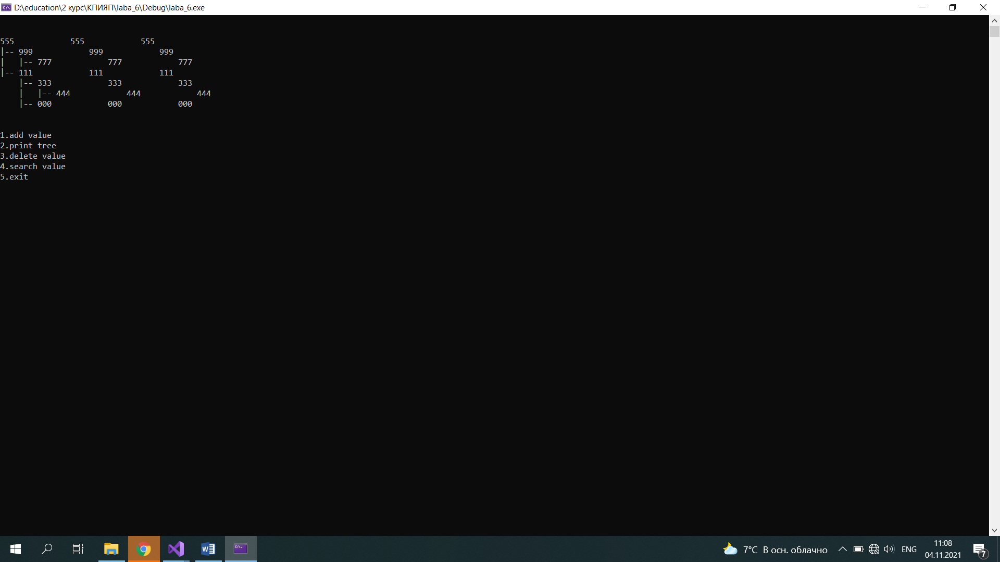 D:\education\2 курс\КПИЯП\laba_6\Debug\laba_6.exe
555            555            555
|-- 999            999            999
|   |-- 777            777            777
|-- 111            111            111
    |-- 333            333            333
    |   |-- 444            444            444
    |-- 000            000            000
1.add value
2.print tree
3.delete value
4.search value
5.exit
7°C В осн. облачно ENG 11:08
04.11.2021
7